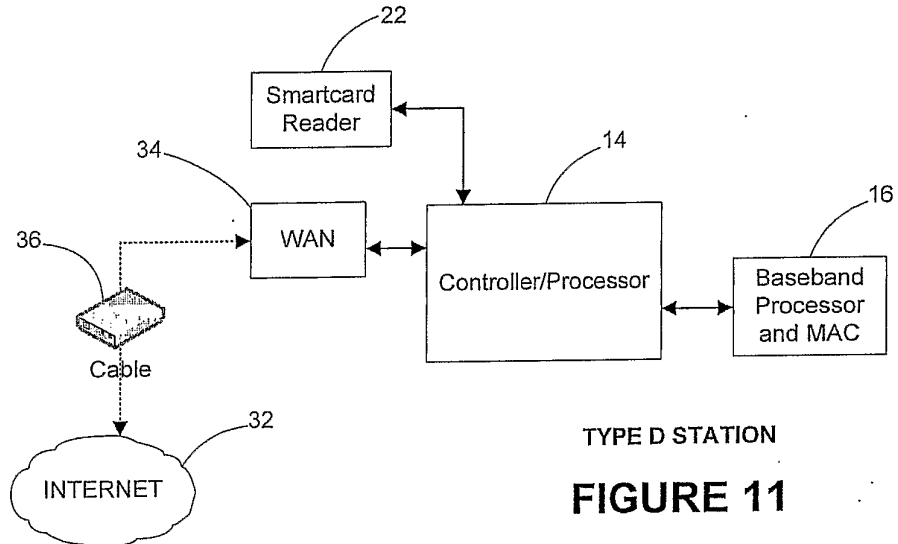 22
Smartcard
Reader
34
14
WAN
16
36
Controller/Processor
Baseband
Processor
and MAC
Cable
32
INTERNET
TYPE D STATION
FIGURE 11